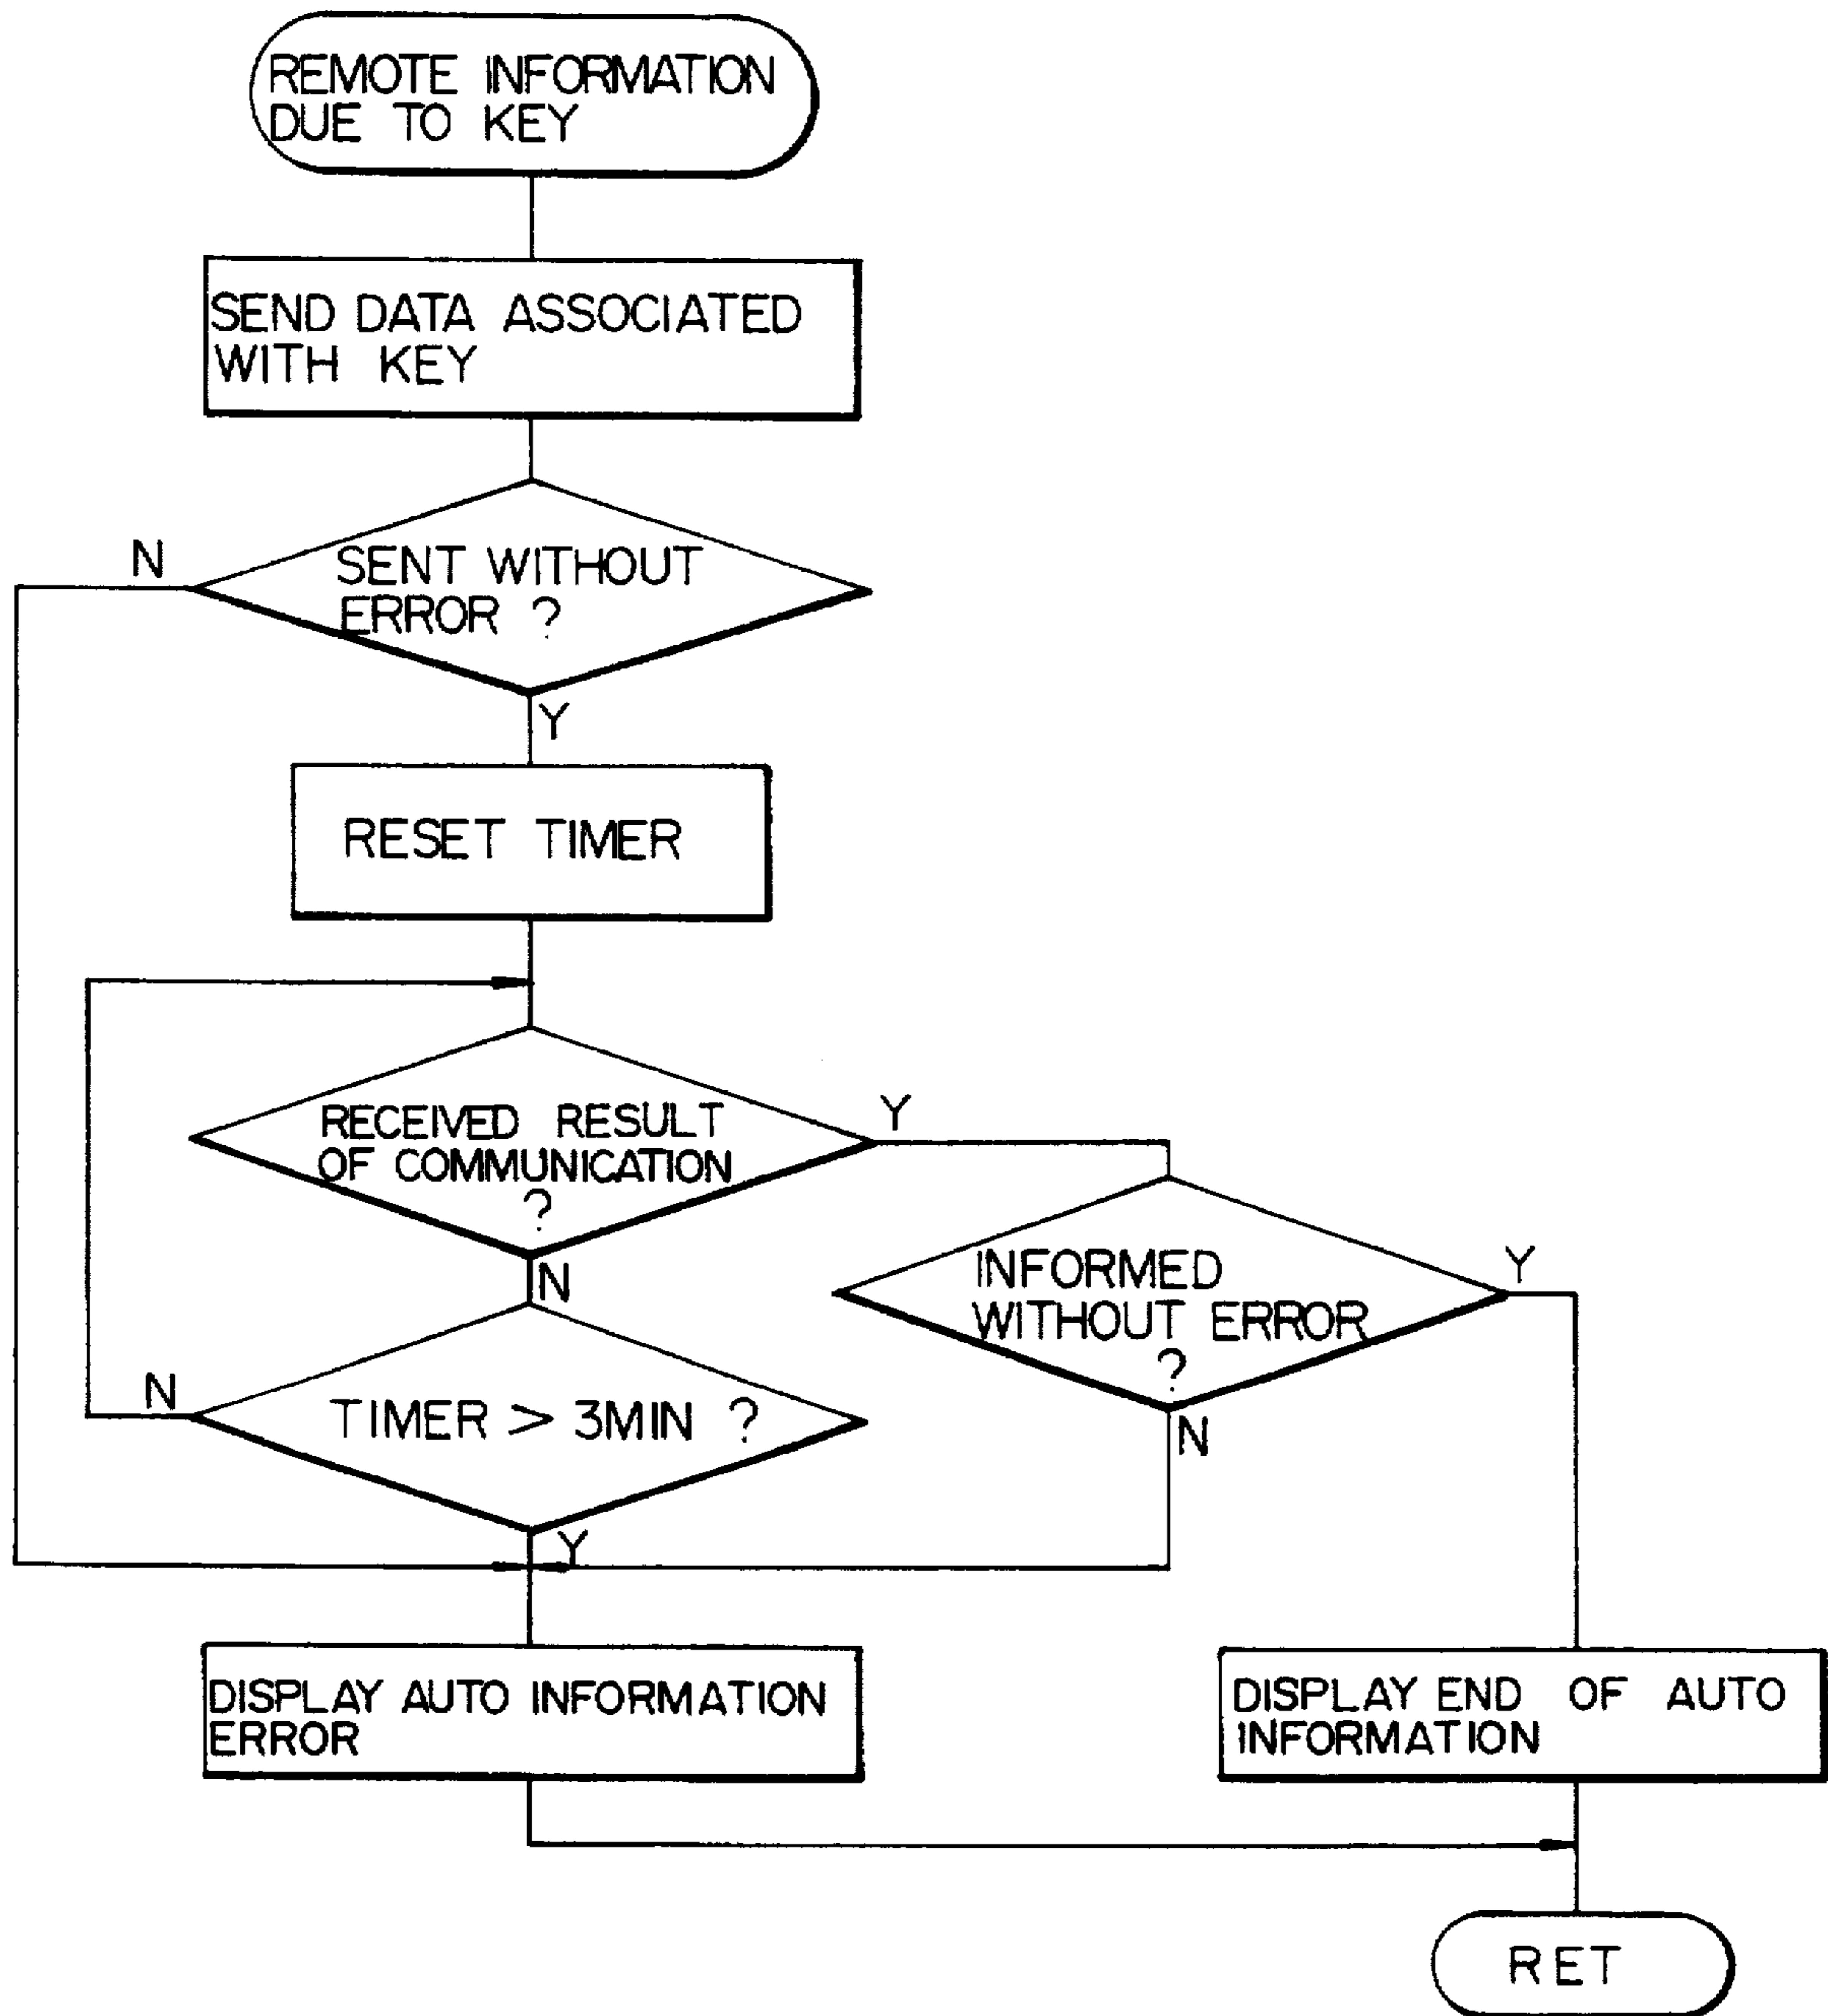 REMOTE INFORMATION
DUE TO KEY
SEND DATA ASSOCIATED
WITH KEY
N
SENT WITHOUT
ERROR ?
Y
RESET TIMER
RECEIVED RESULT
OF COMMUNICATION
?
Y
N
INFORMED
WITHOUT ERROR
?
Y
N
N
TIMER > 3MIN ?
Y
DISPLAY AUTO INFORMATION
ERROR
DISPLAY END OF AUTO
INFORMATION
RET